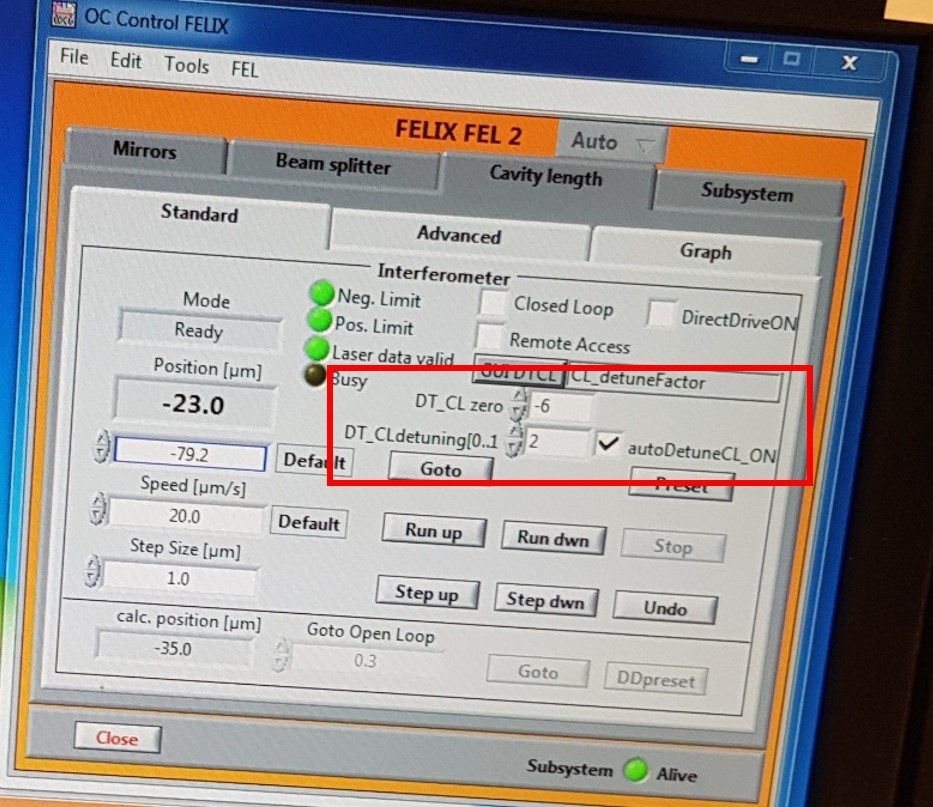 OC Control FELIX
File Edit Tools FEL
FELIX FEL 2 Auto
Mirrors Beam splitter Cavity length Subsystem
Standard Advanced Graph
Interferometer
Mode
Ready
Neg. Limit
Pos. Limit
Laser data valid
Busy
Closed Loop DirectDriveON
Remote Access
GUI DTCL CL_detuneFactor
DT_CL zero -6
DT_CLdetuning[0..1 2 autoDetuneCL_ON
Position [µm]
-23.0
-79.2 Default Goto Preset
Speed [µm/s]
20.0 Default Run up Run dwn Stop
Step Size [µm]
1.0 Step up Step dwn Undo
calc. position [µm] Goto Open Loop
-35.0 0.3 Goto DDpreset
Close Subsystem Alive